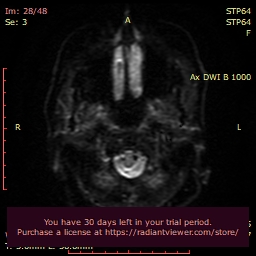 Im: 28/48
Se: 3
A
STP64
STP64
F
Ax DWI B 1000
R
L
You have 30 days left in your trial period.
Purchase a license at https://radiantviewer.com/store/